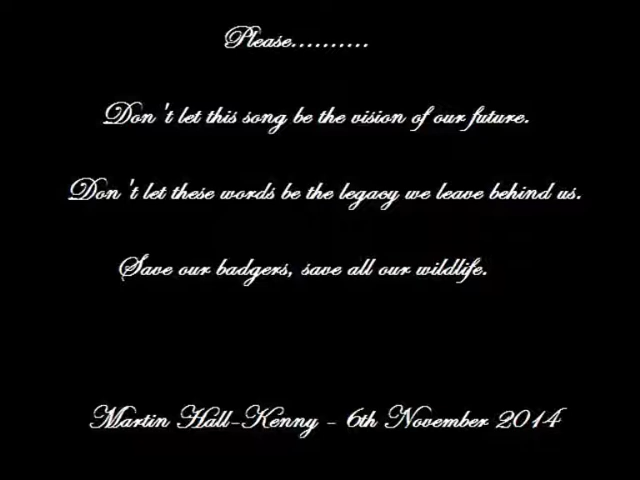 Please..........
Don't let this song be the vision of our future.
Don't let these words be the legacy we leave behind us.
Save our badgers, save all our wildlife.
Martin Hall-Kenny - 6th November 2014